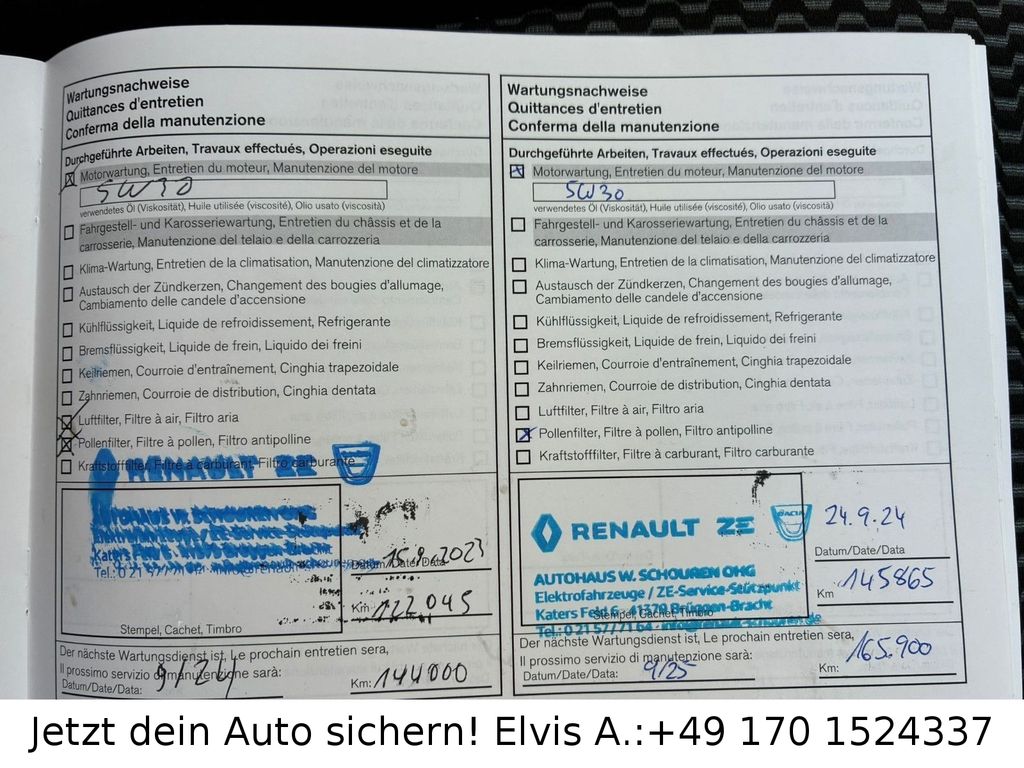 Wartungsnachweise
Quittances d'entretien
Conferma della manutenzione
Durchgeführte Arbeiten, Travaux effectués, Operazioni eseguite
Motorwartung, Entretien du moteur, Manutenzione del motore
5W30
verwendetes Öl (Viskosität), Huile utilisée (viscosité), Olio usato (viscosità)
Fahrgestell- und Karosseriewartung, Entretien du châssis et de la
carrosserie, Manutenzione del telaio e della carrozzeria
Klima-Wartung, Entretien de la climatisation, Manutenzione del climatizzatore
Austausch der Zündkerzen, Changement des bougies d'allumage,
Cambiamento delle candele d'accensione
Kühlflüssigkeit, Liquide de refroidissement, Refrigerante
Bremsflüssigkeit, Liquide de frein, Liquido dei freini
Keilriemen, Courroie d'entraînement, Cinghia trapezoidale
Zahnriemen, Courroie de distribution, Cinghia dentata
Luftfilter, Filtre à air, Filtro aria
Pollenfilter, Filtre à pollen, Filtro antipolline
Kraftstofffilter, Filtre à carburant, Filtro carburante
RENAULT ZE
15.9.2023
Datum/Date/Data
Km 122.045
Stempel, Cachet, Timbro
Der nächste Wartungsdienst ist, Le prochain entretien sera,
Il prossimo servizio di manutenzione sarà:
Datum/Date/Data: 9/24 Km: 144000
Wartungsnachweise
Quittances d'entretien
Conferma della manutenzione
Durchgeführte Arbeiten, Travaux effectués, Operazioni eseguite
Motorwartung, Entretien du moteur, Manutenzione del motore
5W30
verwendetes Öl (Viskosität), Huile utilisée (viscosité), Olio usato (viscosità)
Fahrgestell- und Karosseriewartung, Entretien du châssis et de la
carrosserie, Manutenzione del telaio e della carrozzeria
Klima-Wartung, Entretien de la climatisation, Manutenzione del climatizzatore
Austausch der Zündkerzen, Changement des bougies d'allumage,
Cambiamento delle candele d'accensione
Kühlflüssigkeit, Liquide de refroidissement, Refrigerante
Bremsflüssigkeit, Liquide de frein, Liquido dei freini
Keilriemen, Courroie d'entraînement, Cinghia trapezoidale
Zahnriemen, Courroie de distribution, Cinghia dentata
Luftfilter, Filtre à air, Filtro aria
Pollenfilter, Filtre à pollen, Filtro antipolline
Kraftstofffilter, Filtre à carburant, Filtro carburante
RENAULT ZE DACIA
24.9.24
Datum/Date/Data
AUTOHAUS W. SCHOUREN OHG
Elektrofahrzeuge / ZE-Service-Stützpunkt
Km 145865
41379 Brüggen-Bracht
Stempel, Cachet, Timbro
Der nächste Wartungsdienst ist, Le prochain entretien sera,
Il prossimo servizio di manutenzione sarà:
Datum/Date/Data: 9/25 Km: 165.900
Jetzt dein Auto sichern! Elvis A.:+49 170 1524337